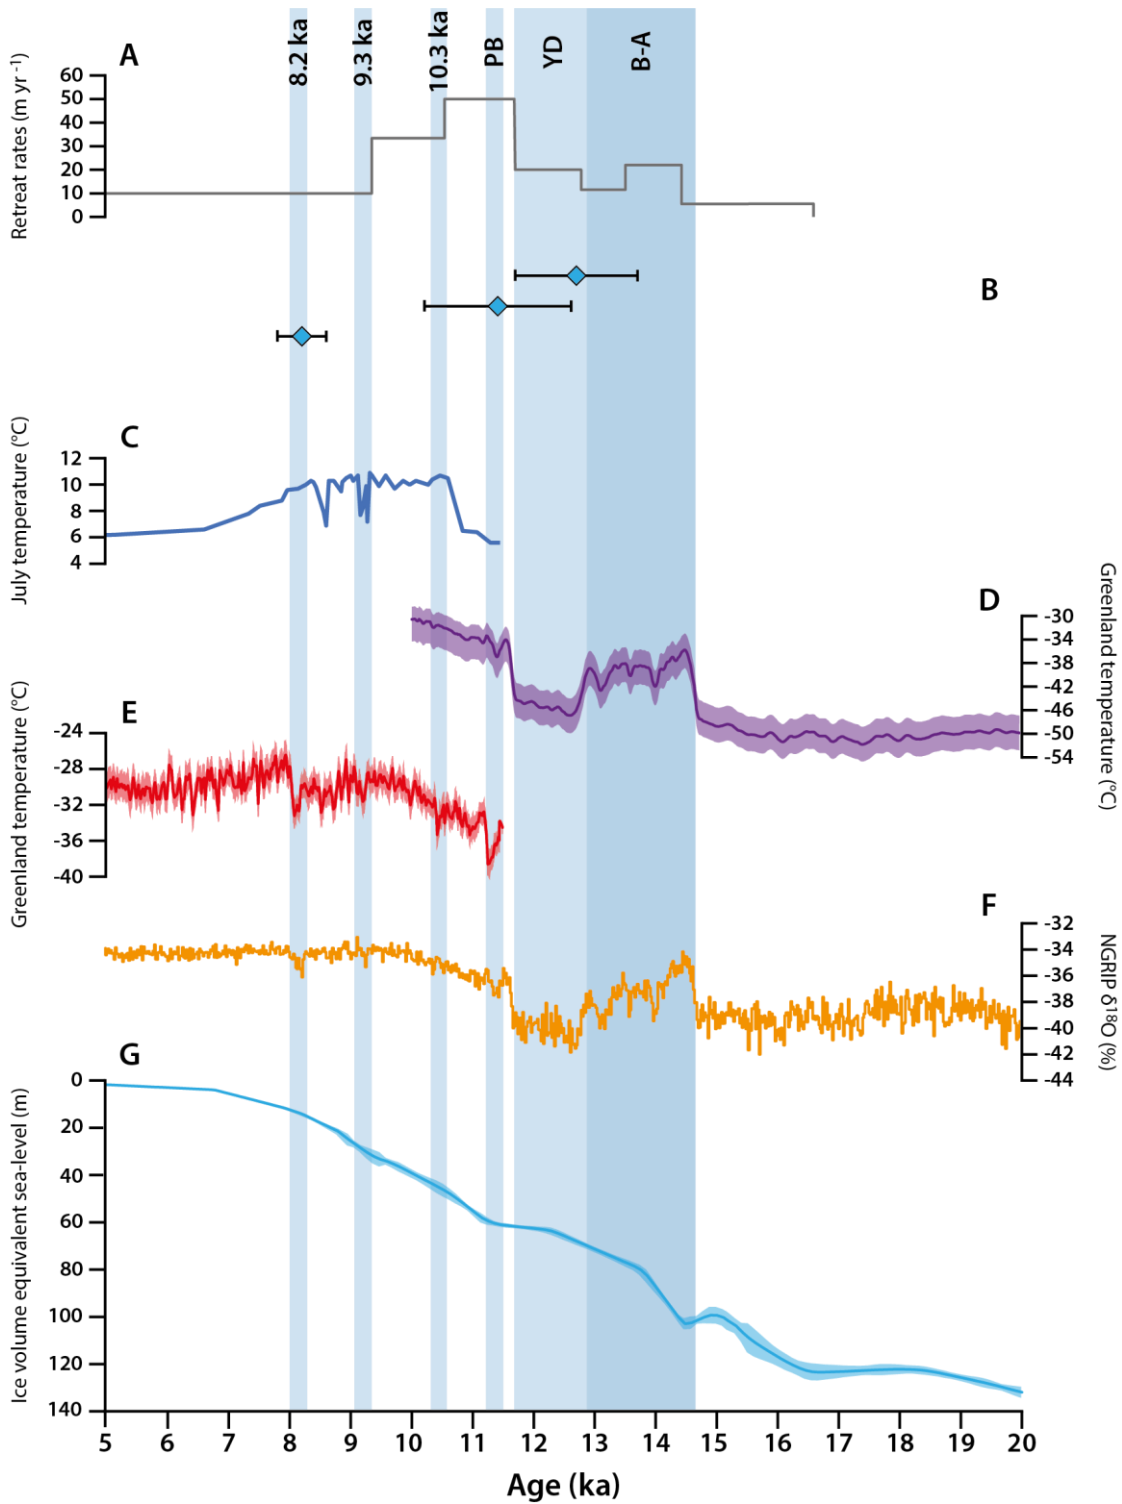 A
8.2 ka
9.3 ka
10.3 ka
PB
YD
B-A
Retreat rates (m yr⁻¹)
60
50
40
30
20
10
0
B
C
July temperature (°C)
12
10
8
6
4
D
Greenland temperature (°C)
-30
-34
-38
-42
-46
-50
-54
E
Greenland temperature (°C)
-24
-28
-32
-36
-40
F
NGRIP δ¹⁸O (%)
-32
-34
-36
-38
-40
-42
-44
G
Ice volume equivalent sea-level (m)
0
20
40
60
80
100
120
140
5 6 7 8 9 10 11 12 13 14 15 16 17 18 19 20
Age (ka)